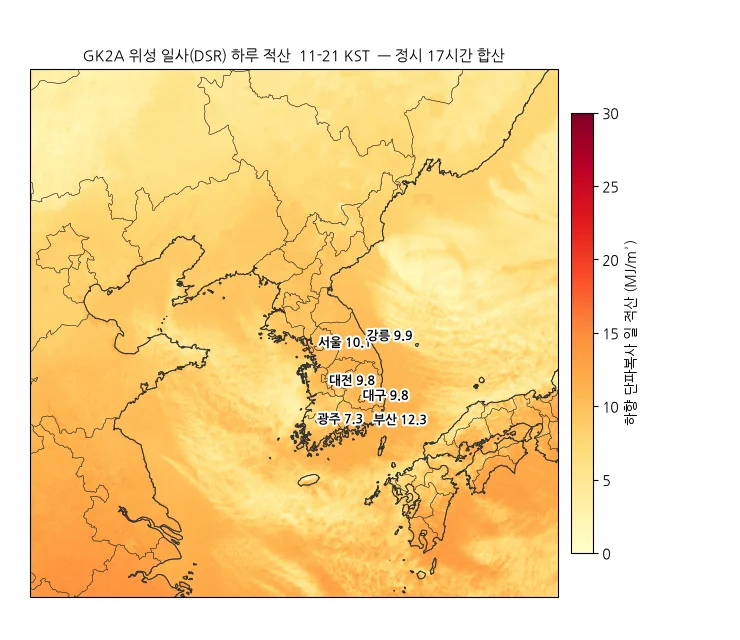 GK2A 위성 일사(DSR) 하루 적산 11-21 KST — 정시 17시간 합산
30
25
20
15
10
5
0
하향 단파복사 일 적산 (MJ/m²)
서울 10.1
강릉 9.9
대전 9.8
대구 9.8
광주 7.3
부산 12.3